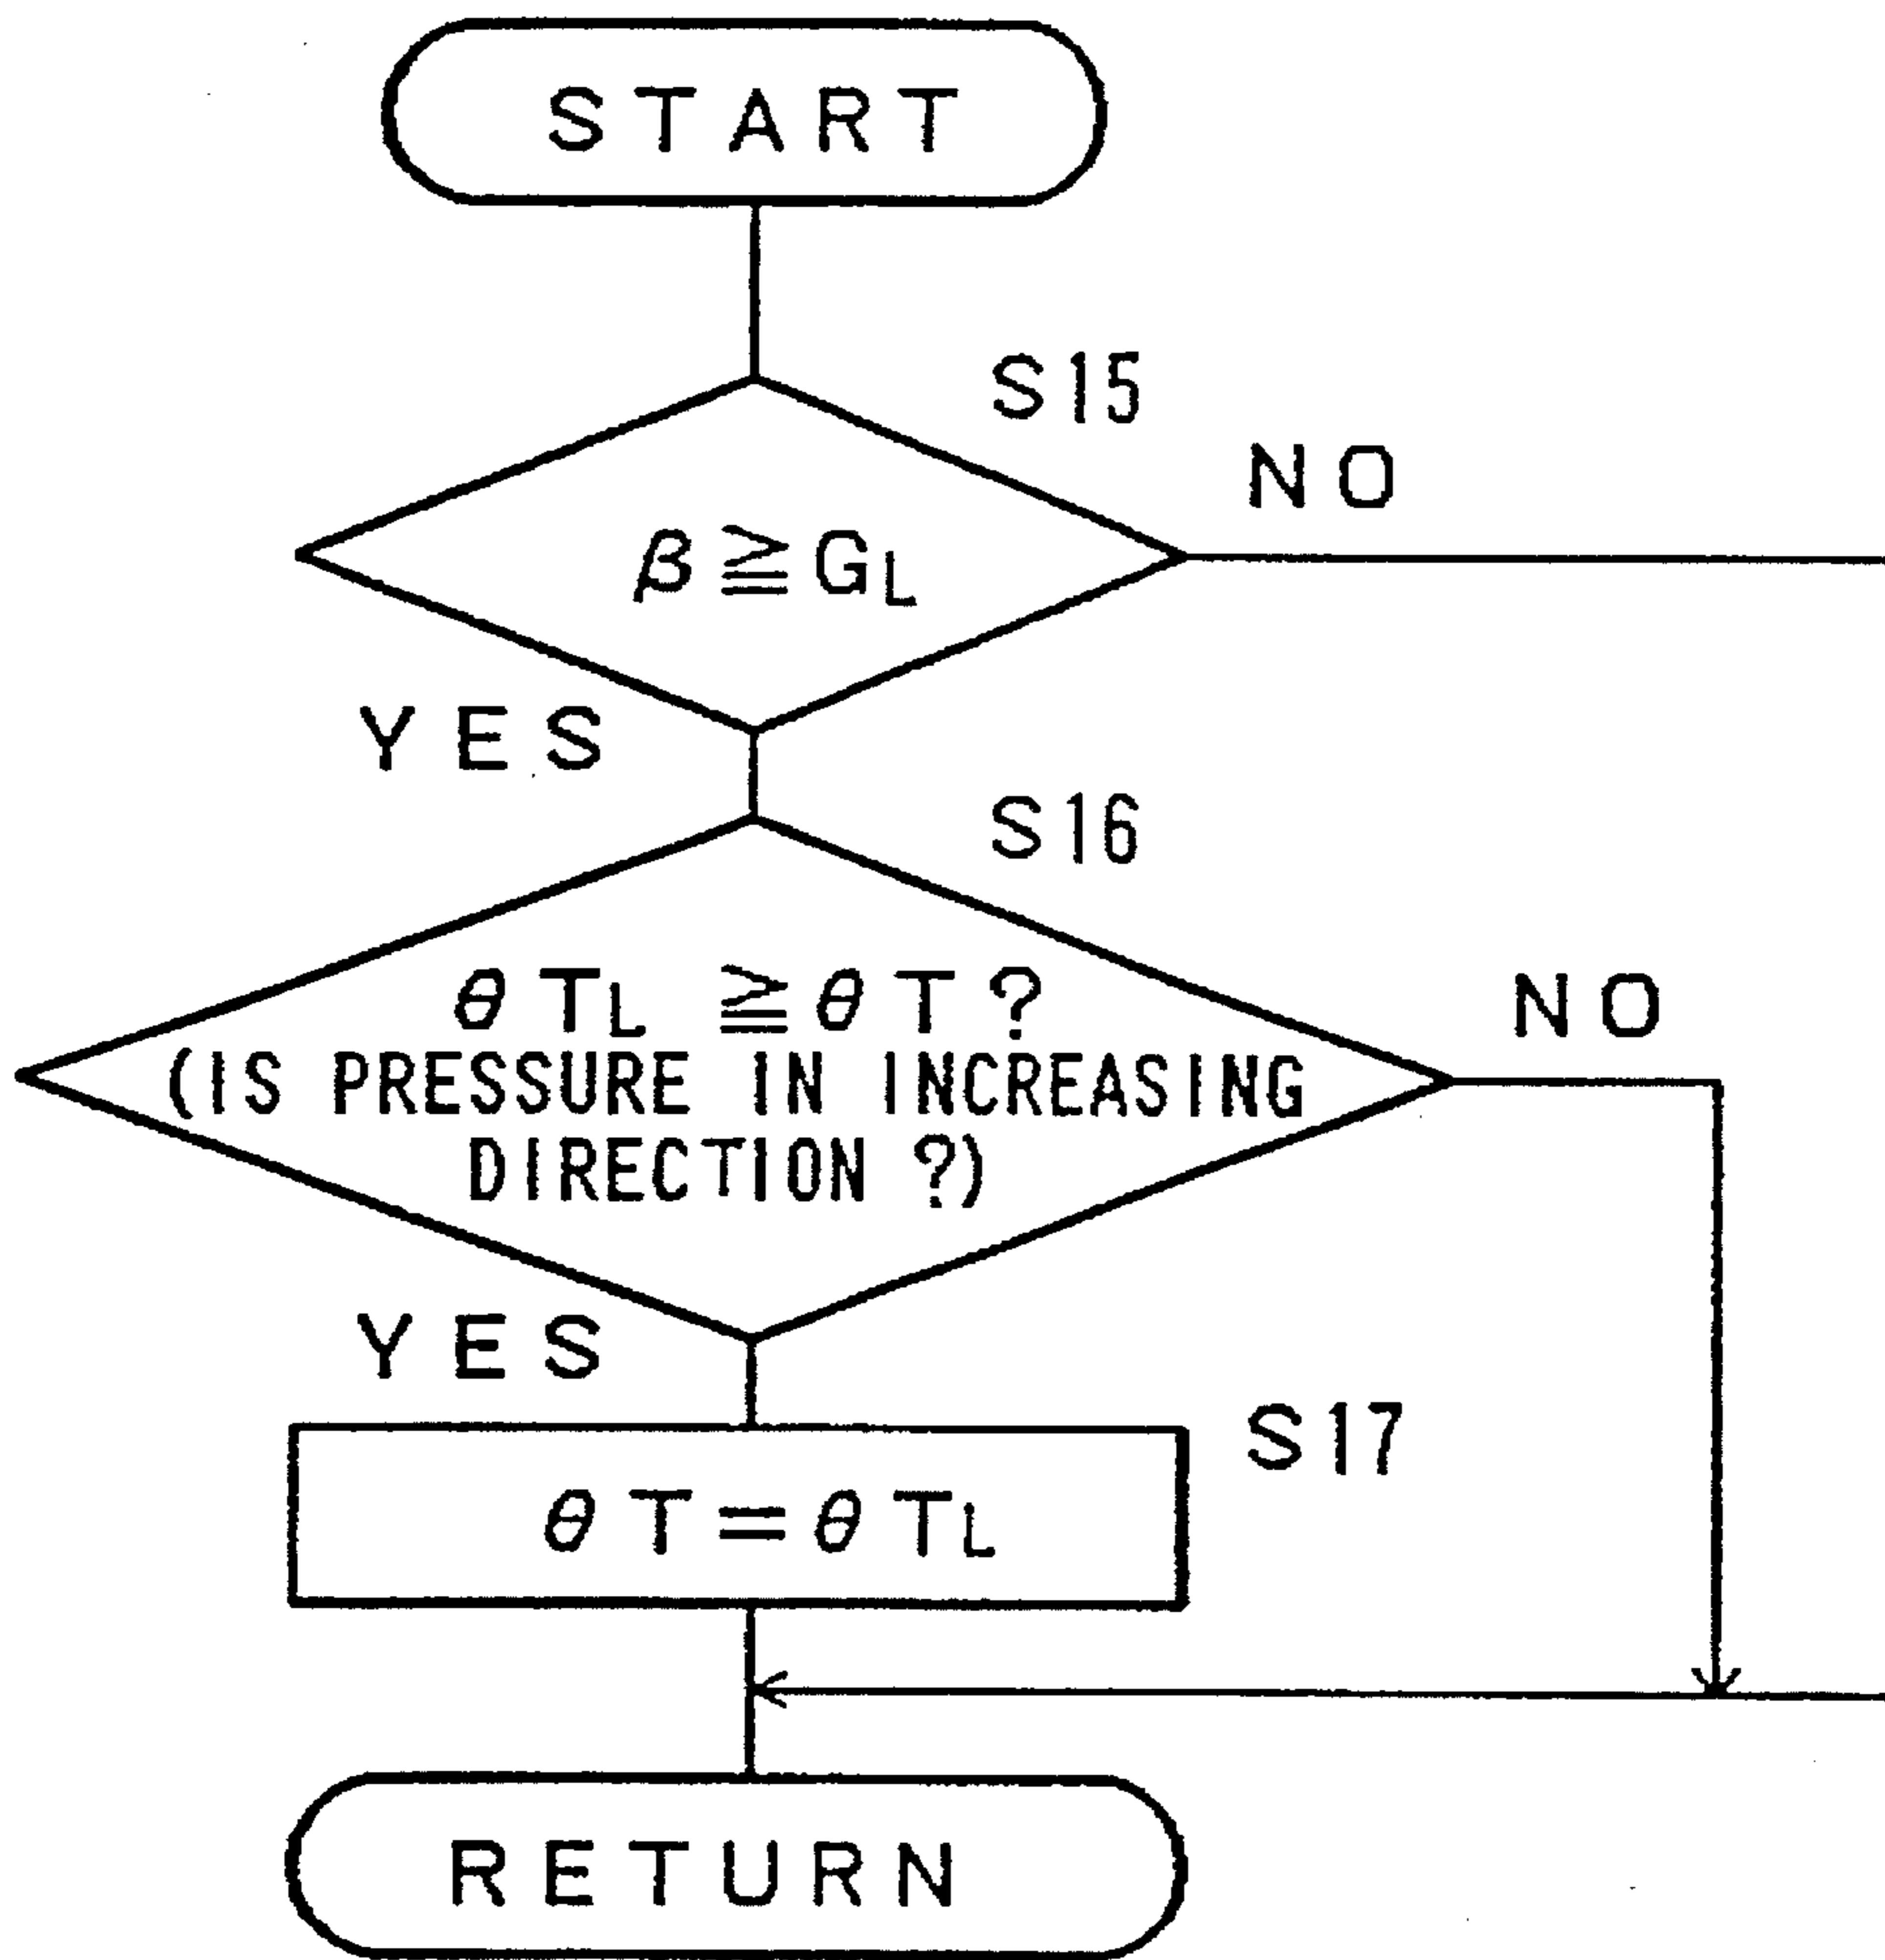 START
S15
NO
β≧GL
YES
S16
θTL ≧θT?
NO
(IS PRESSURE IN INCREASING
DIRECTION ?)
YES
S17
θT=θTL
RETURN